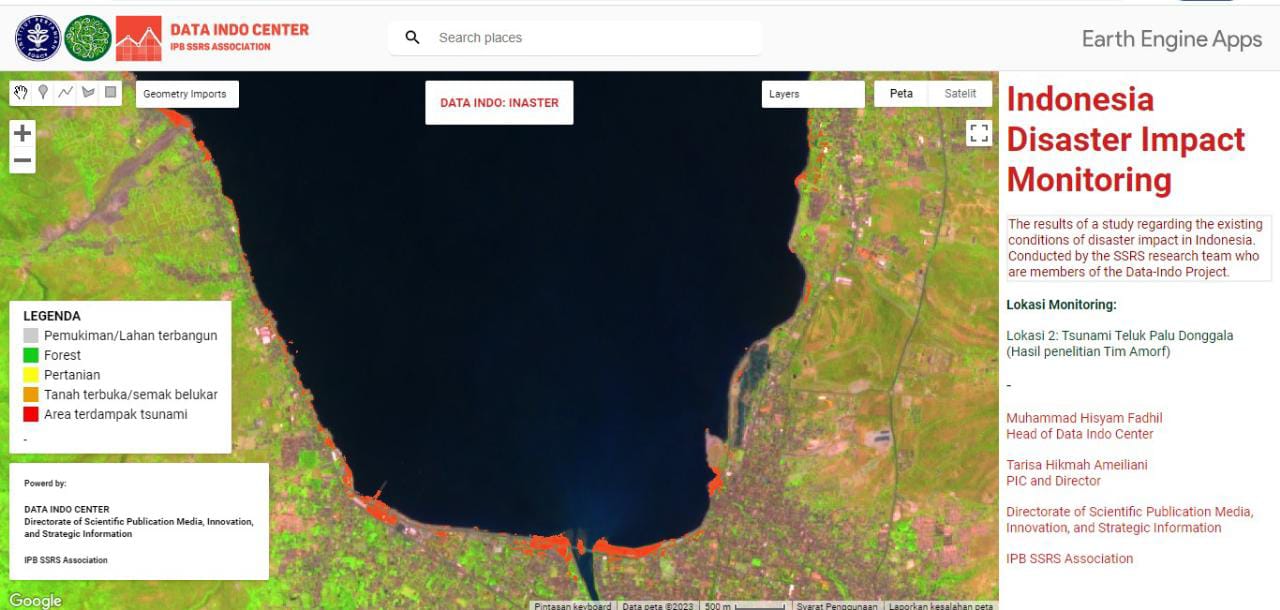 DATA INDO CENTER
IPB SSRS ASSOCIATION
Search places
Earth Engine Apps
Geometry Imports
DATA INDO: INASTER
Layers
Peta
Satelit
Indonesia
Disaster Impact
Monitoring
The results of a study regarding the existing
conditions of disaster impact in Indonesia.
Conducted by the SSRS research team who
are members of the Data-Indo Project.
Lokasi Monitoring:
Lokasi 2: Tsunami Teluk Palu Donggala
(Hasil penelitian Tim Amorf)
-
Muhammad Hisyam Fadhil
Head of Data Indo Center
Tarisa Hikmah Ameiliani
PIC and Director
Directorate of Scientific Publication Media,
Innovation, and Strategic Information
IPB SSRS Association
LEGENDA
Pemukiman/Lahan terbangun
Forest
Pertanian
Tanah terbuka/semak belukar
Area terdampak tsunami
-
Powerd by:
DATA INDO CENTER
Directorate of Scientific Publication Media, Innovation,
and Strategic Information
IPB SSRS Association
Google
Pintasan keyboard
Data peta ©2023
500 m
Syarat Penggunaan
Laporkan kesalahan peta